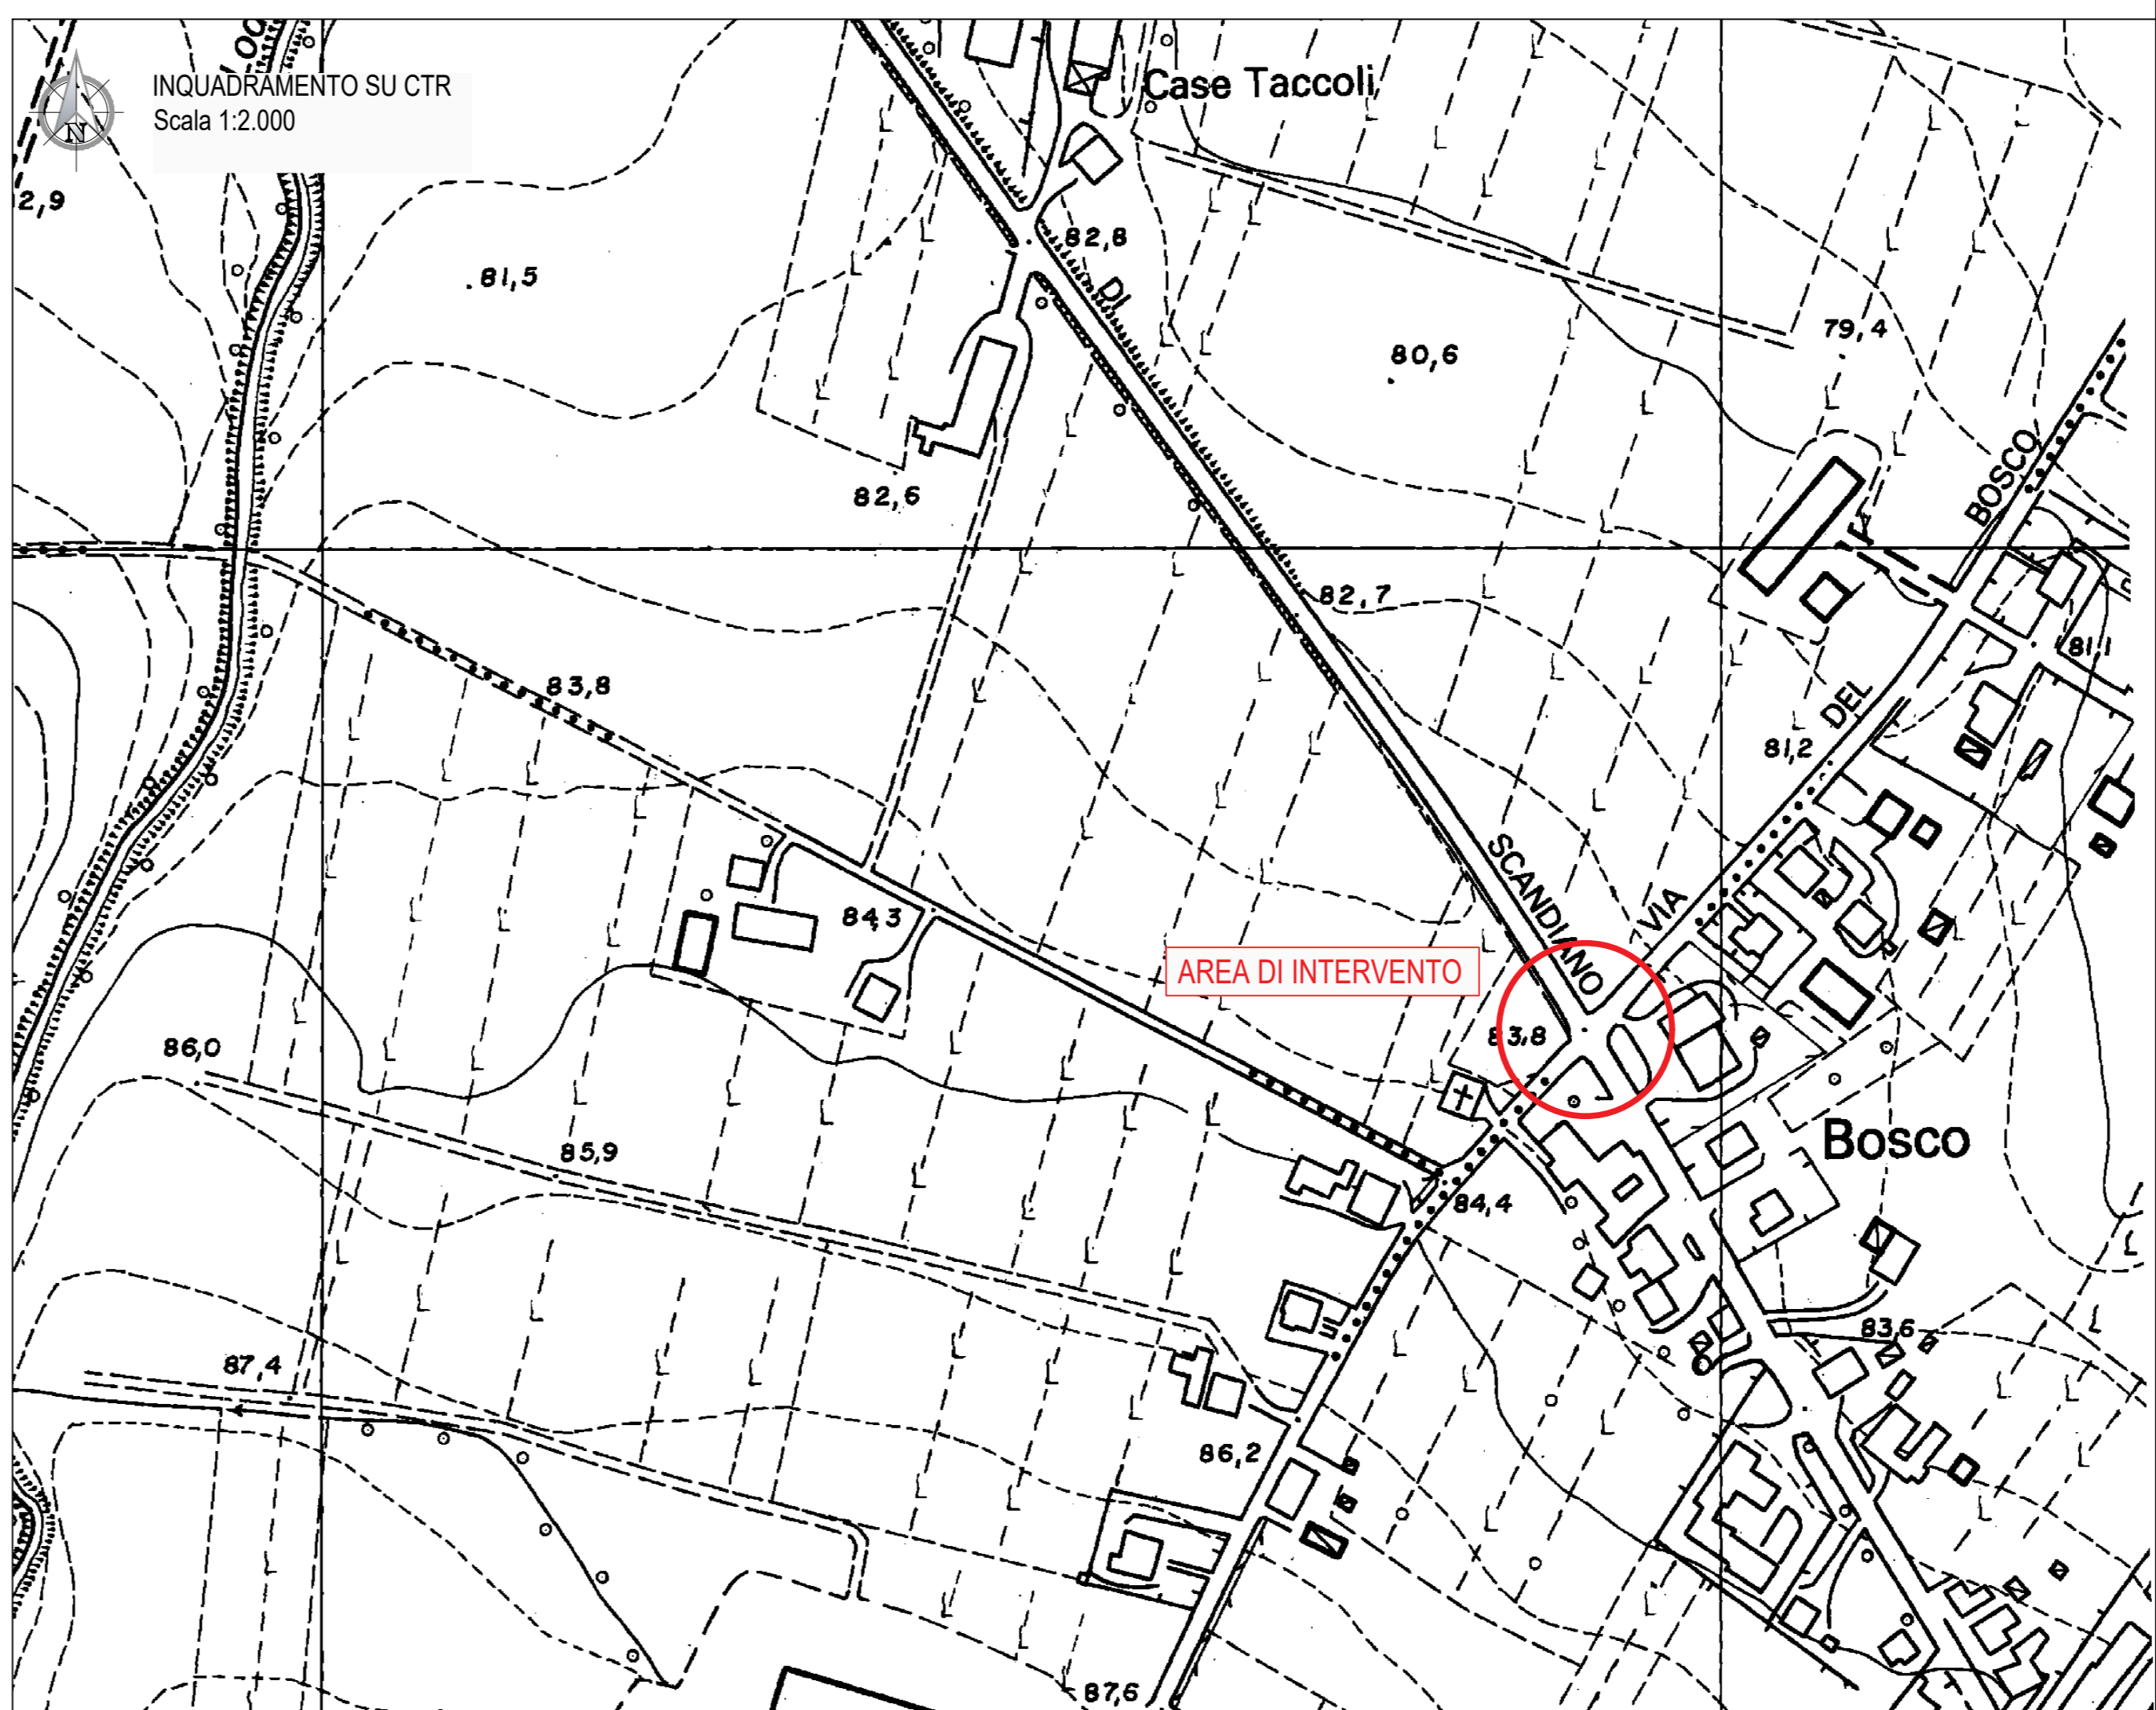 INQUADRAMENTO SU CTR
Scala 1:2.000
N
Case Taccoli
82,8
81,5
DI
79,4
80,6
BOSCO
82,6
82,7
81,1
83,8
DEL
81,2
SCANDIANO
VIA
84,3
AREA DI INTERVENTO
83,8
86,0
Bosco
85,9
84,4
83,6
87,4
86,2
87,6